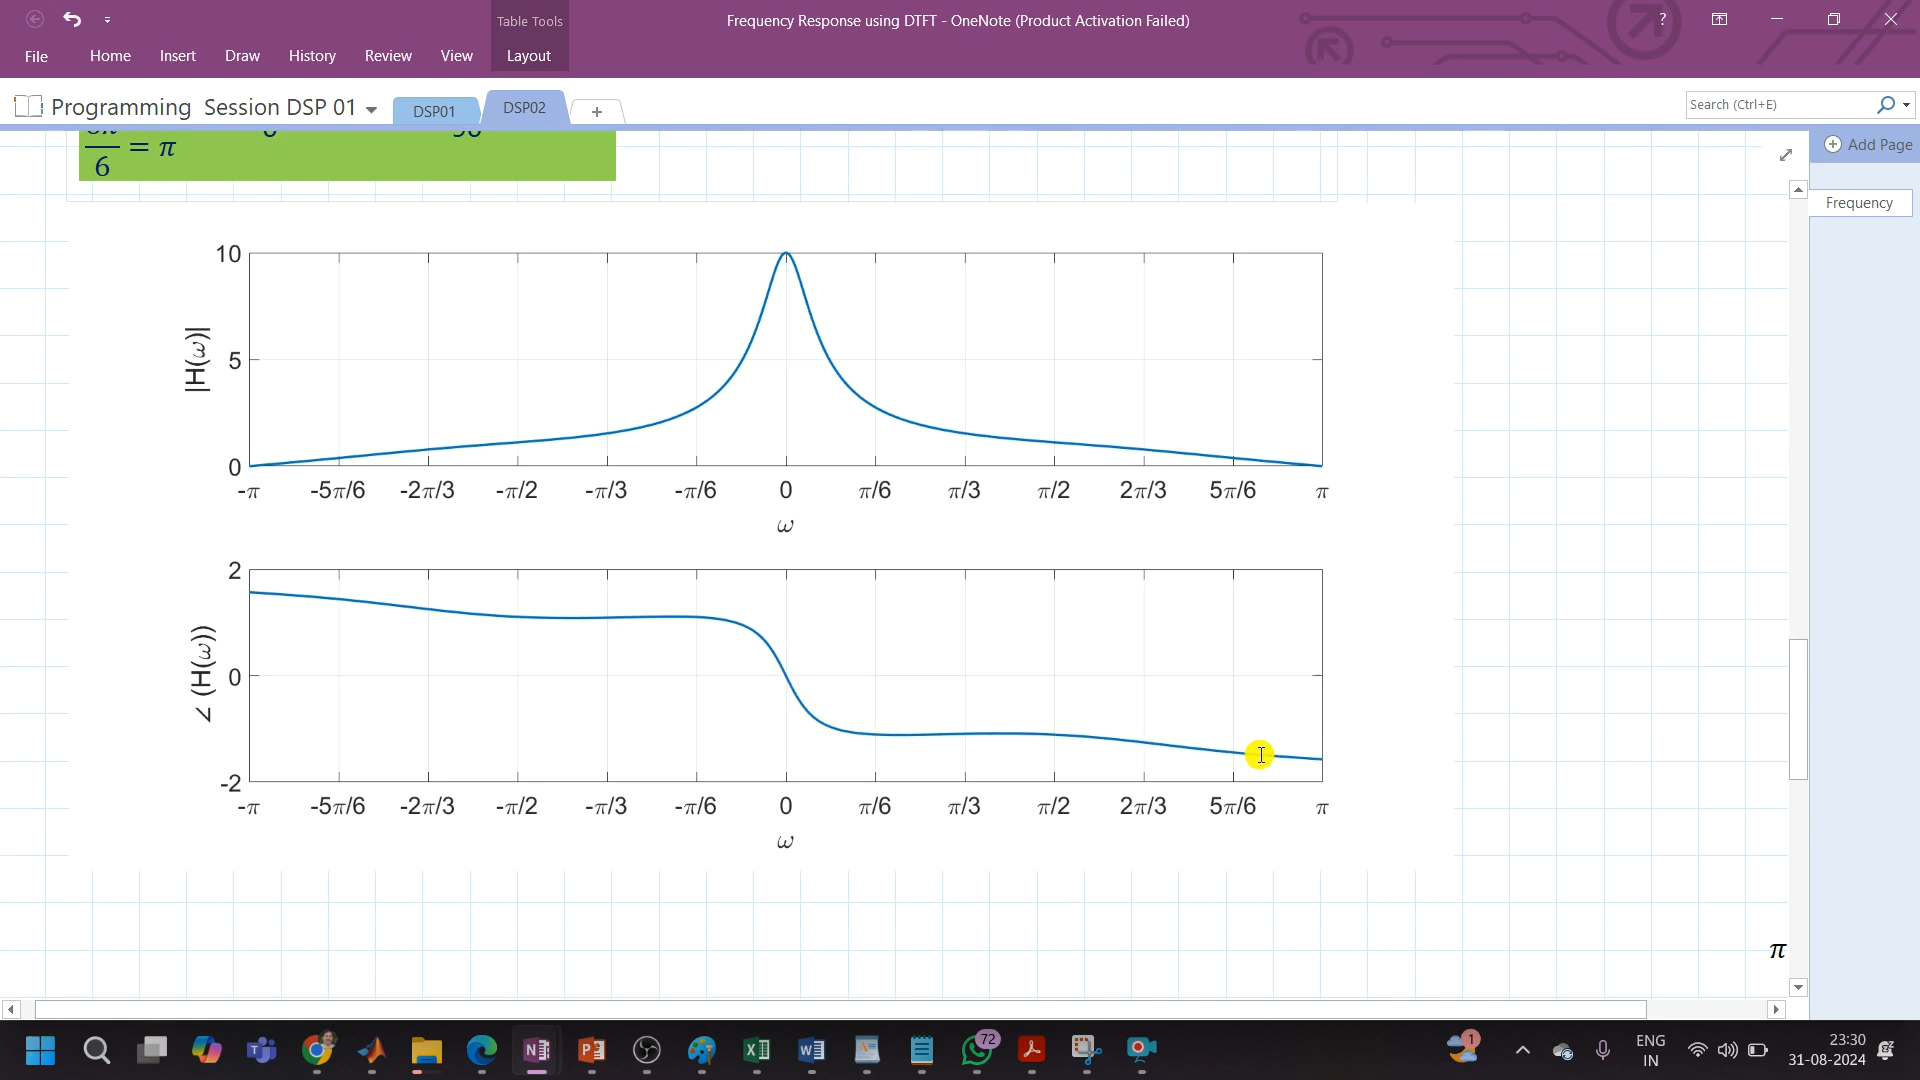 Table Tools
Frequency Response using DTFT - OneNote (Product Activation Failed)
?
File Home Insert Draw History Review View Layout
Programming Session DSP 01
DSP01
DSP02
+
Search (Ctrl+E)
Add Page
Frequency
6 = π
10
5
0
|H(ω)|
-π -5π/6 -2π/3 -π/2 -π/3 -π/6 0 π/6 π/3 π/2 2π/3 5π/6 π
ω
2
0
-2
∠ (H(ω))
-π -5π/6 -2π/3 -π/2 -π/3 -π/6 0 π/6 π/3 π/2 2π/3 5π/6 π
ω
π
72
1
ENG
IN
23:30
31-08-2024